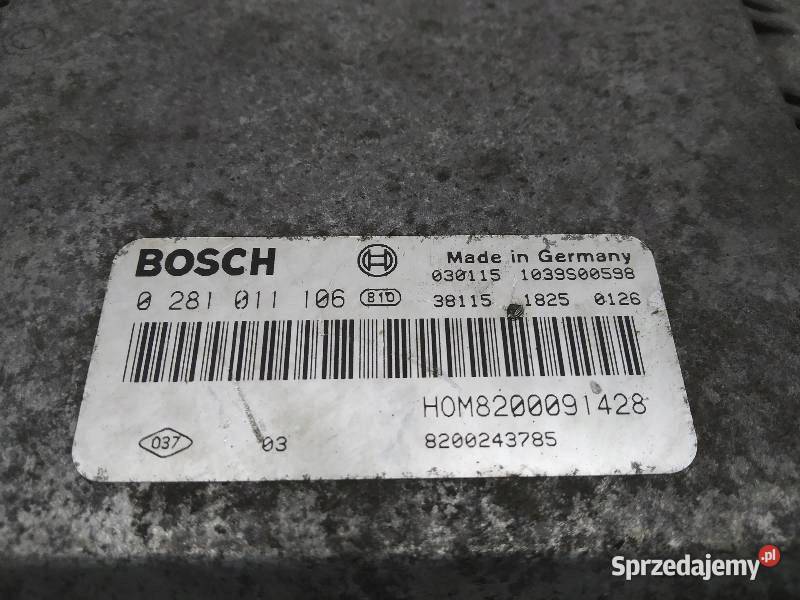 BOSCH Made in Germany
030115 1039S00598
0 281 011 106 81D 38115 1825 0126
HOM8200091428
037 03 8200243785
Sprzedajemy.pl